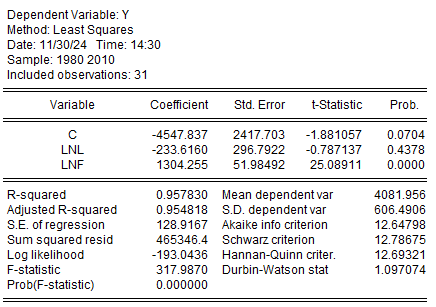 Dependent Variable: Y
Method: Least Squares
Date: 11/30/24 Time: 14:30
Sample: 1980 2010
Included observations: 31
Variable Coefficient Std. Error t-Statistic Prob.
C -4547.837 2417.703 -1.881057 0.0704
LNL -233.6160 296.7922 -0.787137 0.4378
LNF 1304.255 51.98492 25.08911 0.0000
R-squared 0.957830 Mean dependent var 4081.956
Adjusted R-squared 0.954818 S.D. dependent var 606.4906
S.E. of regression 128.9167 Akaike info criterion 12.64798
Sum squared resid 465346.4 Schwarz criterion 12.78675
Log likelihood -193.0436 Hannan-Quinn criter. 12.69321
F-statistic 317.9870 Durbin-Watson stat 1.097074
Prob(F-statistic) 0.000000